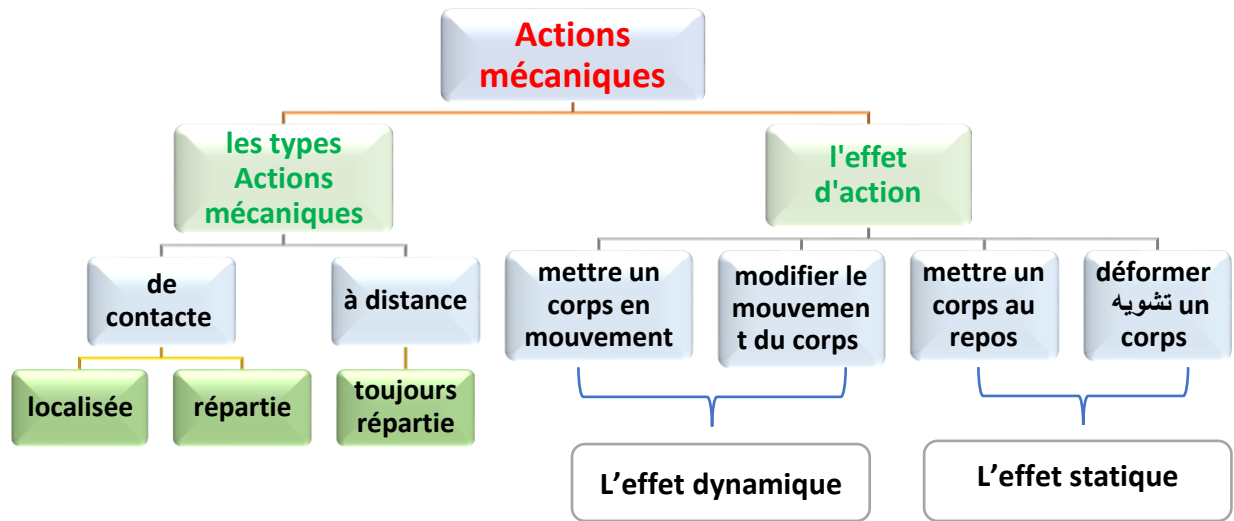 Actions
mécaniques
les types
Actions
mécaniques
l'effet
d'action
de
contacte
à distance
mettre un
corps en
mouvement
modifier le
mouvemen
t du corps
mettre un
corps au
repos
déformer
تشويه un
corps
localisée
répartie
toujours
répartie
L’effet dynamique
L’effet statique